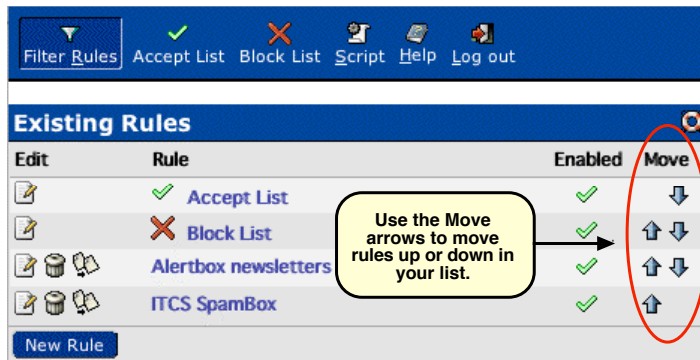 Filter Rules Accept List Block List Script Help Log out
Existing Rules
Edit Rule Enabled Move
Accept List
Block List
Alertbox newsletters
ITCS SpamBox
Use the Move
arrows to move
rules up or down in
your list.
New Rule